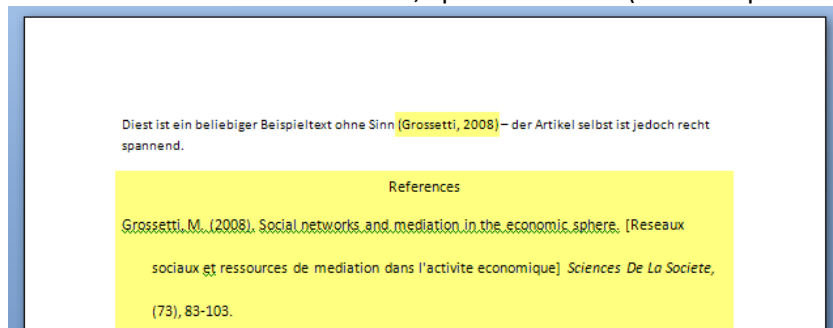 Diest ist ein beliebiger Beispieltext ohne Sinn (Grossetti, 2008) – der Artikel selbst ist jedoch recht
spannend.
References
Grossetti, M. (2008). Social networks and mediation in the economic sphere. [Reseaux
sociaux et ressources de mediation dans l'activite economique] Sciences De La Societe,
(73), 83-103.